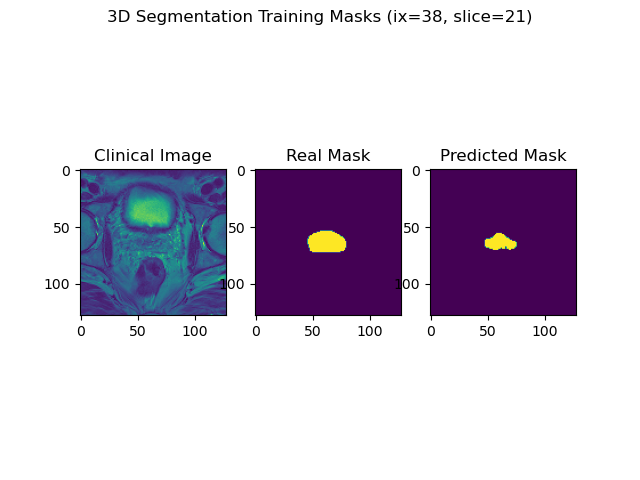 3D Segmentation Training Masks (ix=38, slice=21)
Clinical Image Real Mask Predicted Mask
0 0 0
50 50 50
100 100 100
0 50 100 0 50 100 0 50 100